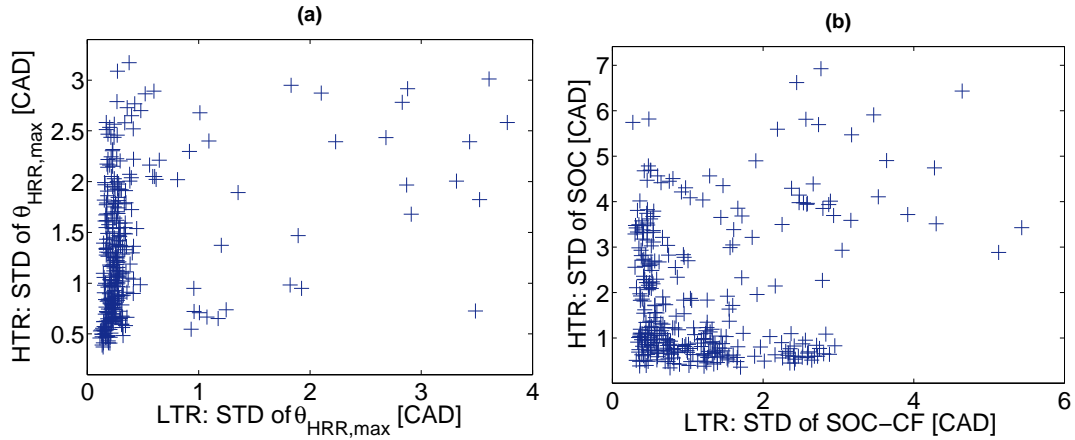 (a)
HTR: STD of θHRR,max [CAD]
3
2.5
2
1.5
1
0.5
0 1 2 3 4
LTR: STD of θHRR,max [CAD]
(b)
HTR: STD of SOC [CAD]
7
6
5
4
3
2
1
0 2 4 6
LTR: STD of SOC−CF [CAD]